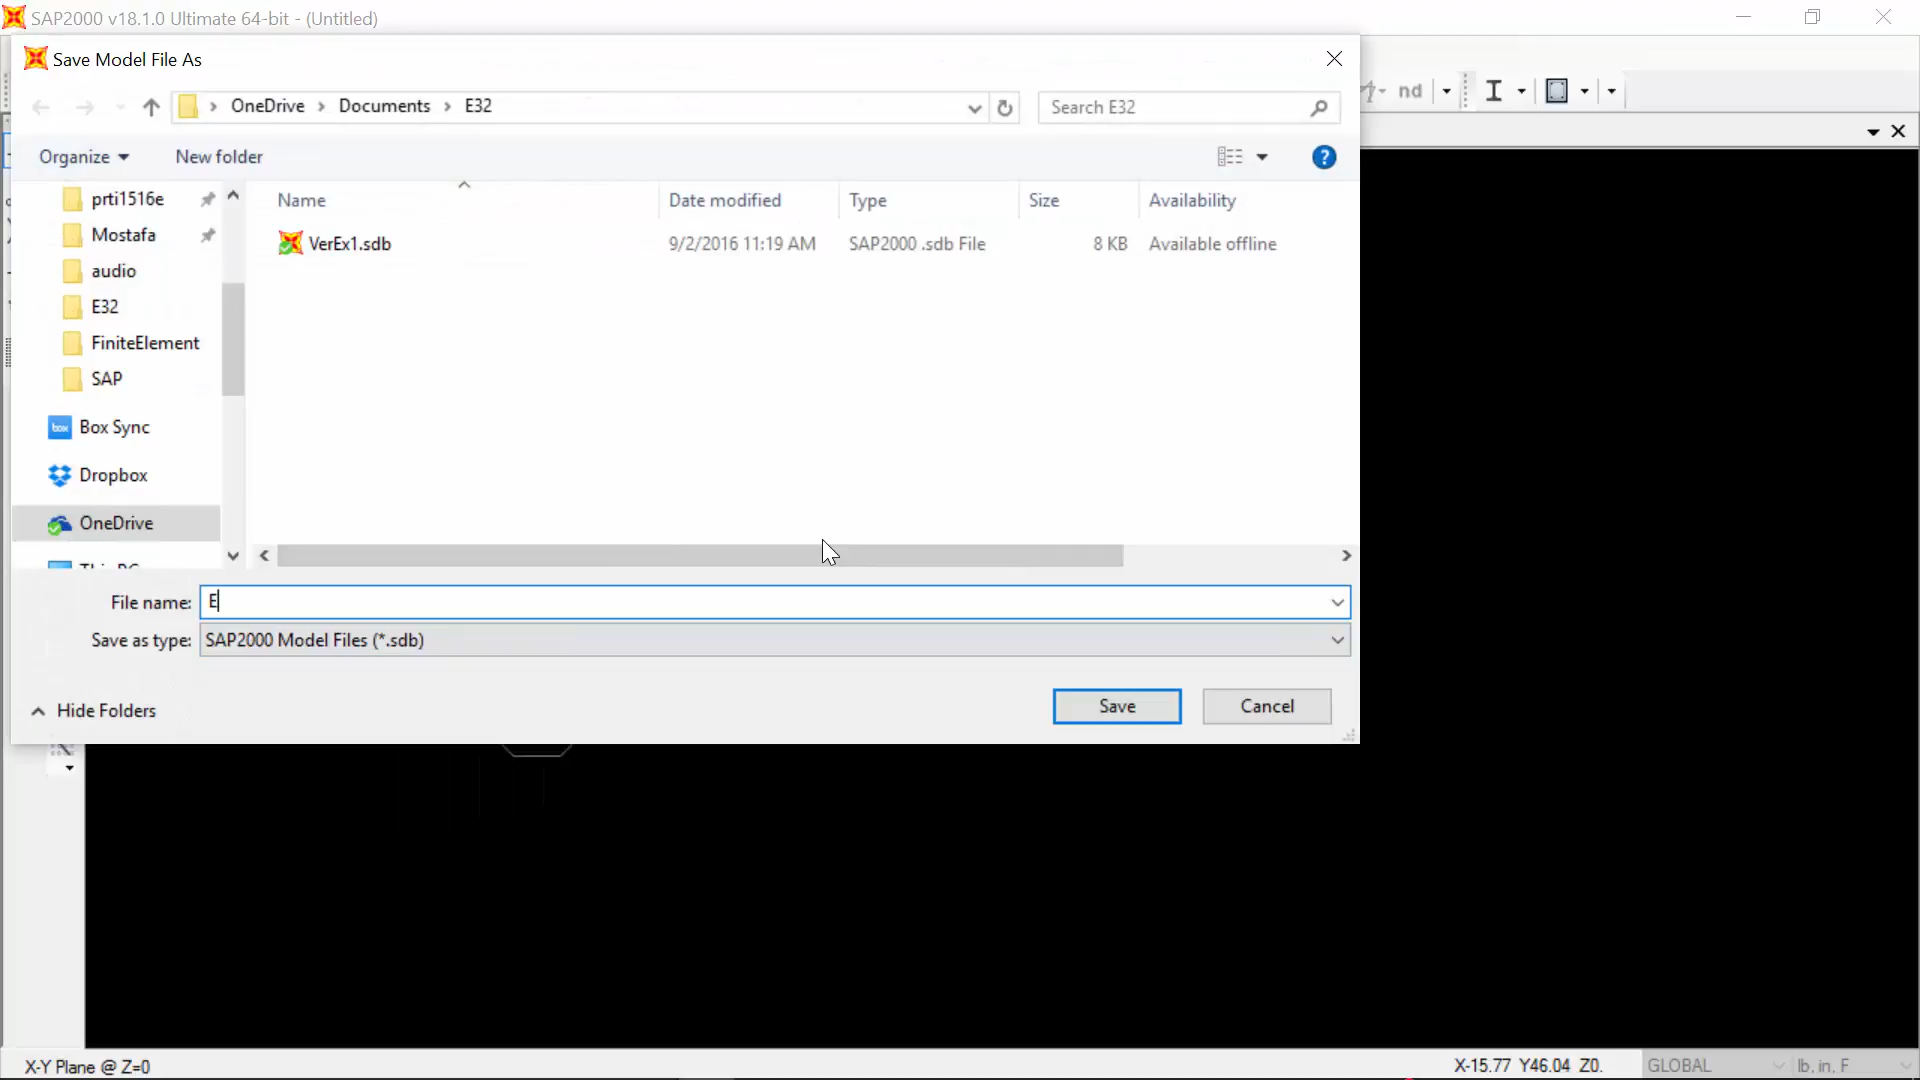 SAP2000 v18.1.0 Ultimate 64-bit - (Untitled)
Save Model File As
OneDrive > Documents > E32
Search E32
nd
Organize
New folder
Name
Date modified
Type
Size
Availability
VerEx1.sdb
9/2/2016 11:19 AM
SAP2000 .sdb File
8 KB
Available offline
prti1516e
Mostafa
audio
E32
FiniteElement
SAP
Box Sync
Dropbox
OneDrive
File name: E
Save as type: SAP2000 Model Files (*.sdb)
Hide Folders
Save
Cancel
X-Y Plane @ Z=0
X-15.77 Y46.04 Z0.
GLOBAL
lb, in, F